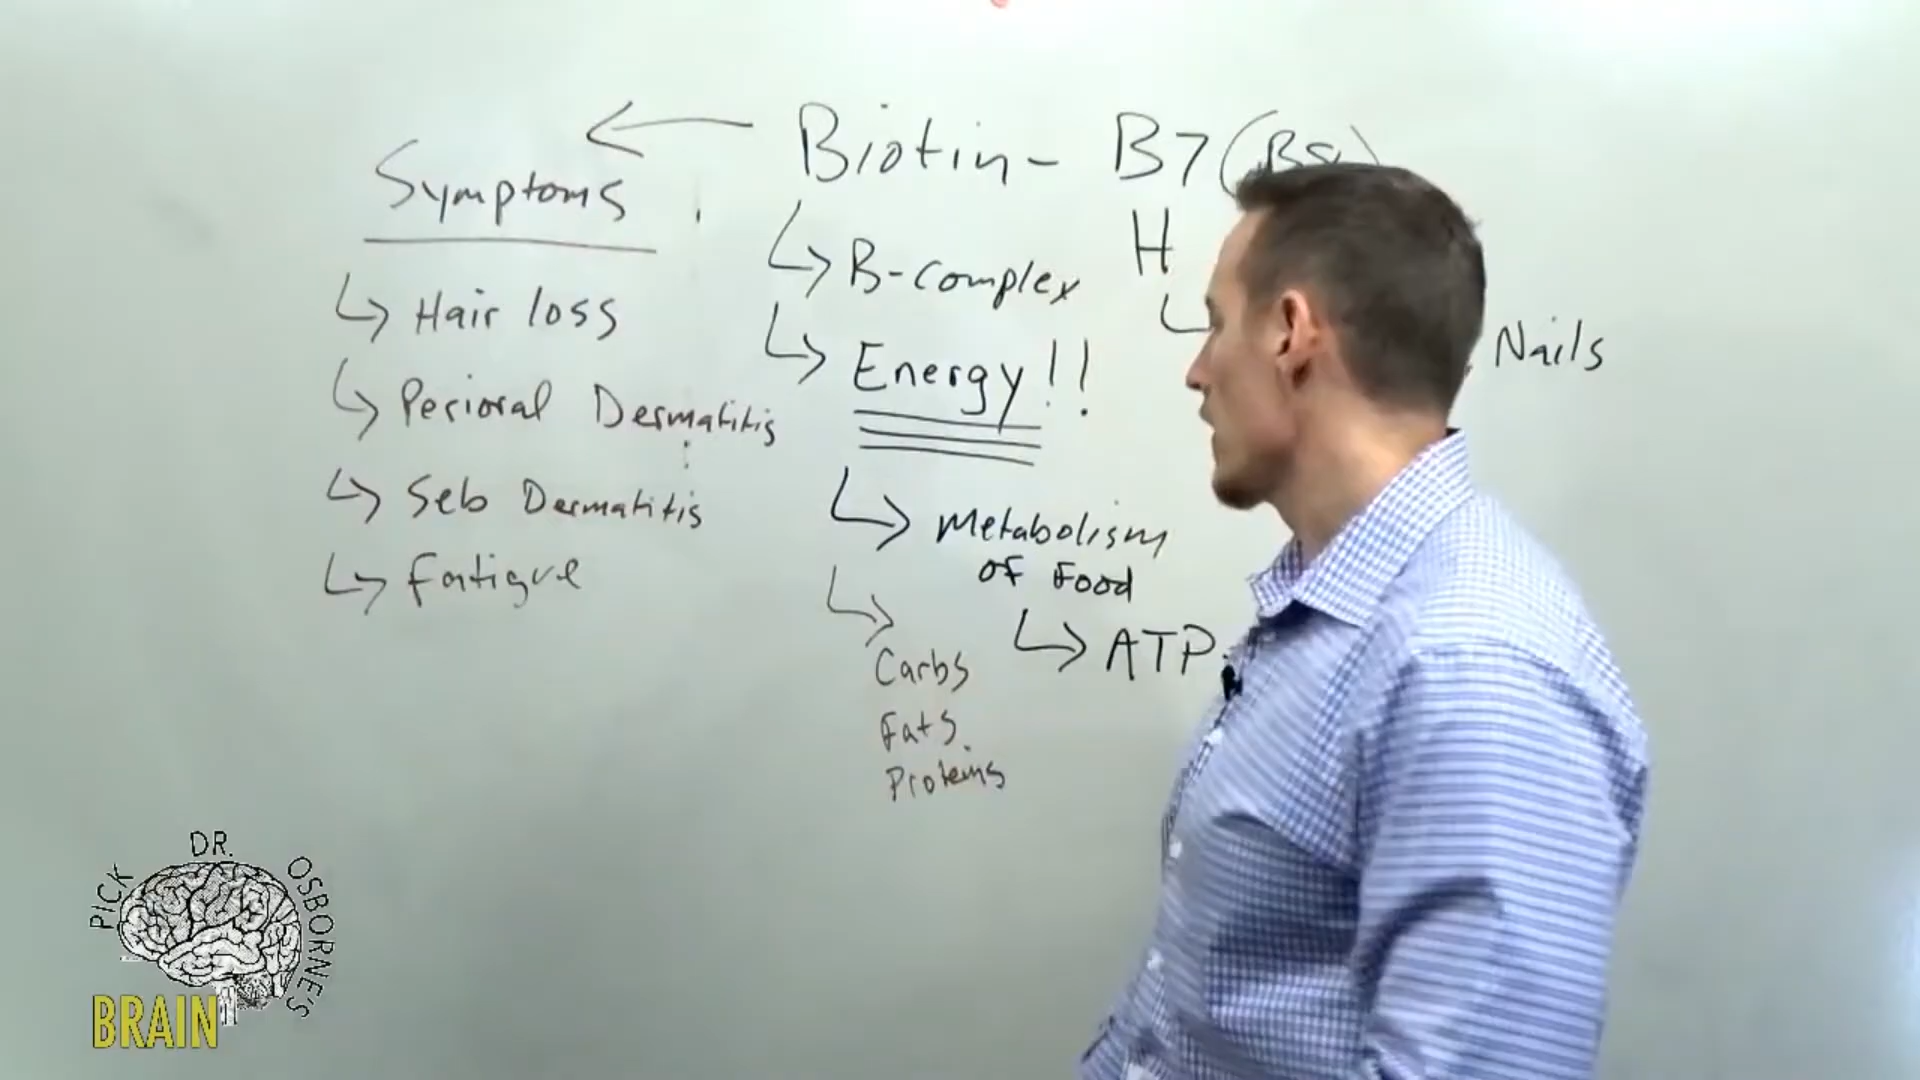 Biotin - B7 (B8)
H
Nails
B-complex
Energy!!
Metabolism
of Food
ATP
Carbs
Fats
Proteins
Symptoms
Hair loss
Perioral Dermatitis
Seb Dermatitis
Fatigue
PICK DR. OSBORNE'S
BRAIN